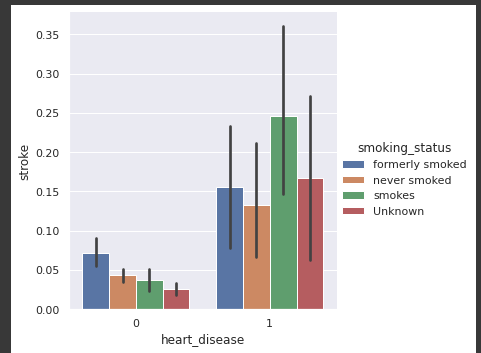 0.35
0.30
0.25
0.20
0.15
0.10
0.05
0.00
stroke
0
1
heart_disease
smoking_status
formerly smoked
never smoked
smokes
Unknown